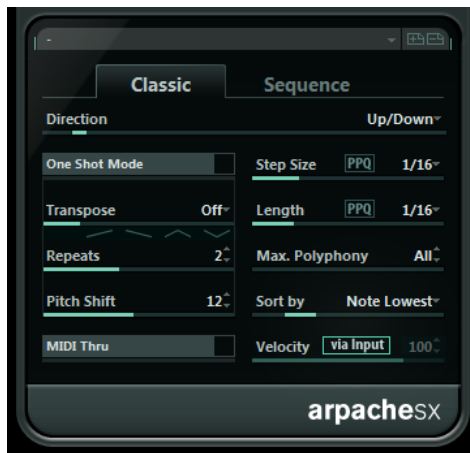 -
Classic Sequence
Direction Up/Down
One Shot Mode Step Size PPQ 1/16
Transpose Off Length PPQ 1/16
Repeats 2 Max. Polyphony All
Pitch Shift 12 Sort by Note Lowest
MIDI Thru Velocity via Input 100
arpacheSX